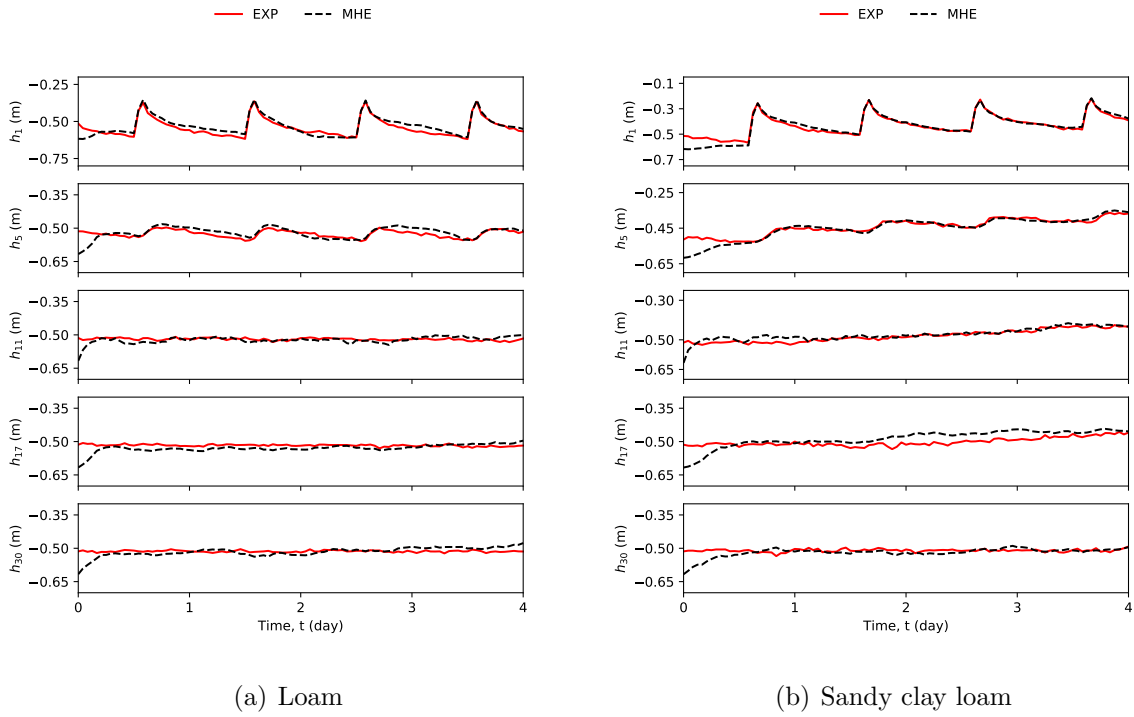 EXP MHE
−0.25
−0.50
−0.75
h1 (m)
−0.35
−0.50
−0.65
h5 (m)
−0.35
−0.50
−0.65
h11 (m)
−0.35
−0.50
−0.65
h17 (m)
−0.35
−0.50
−0.65
h30 (m)
0 1 2 3 4
Time, t (day)
(a) Loam
EXP MHE
−0.1
−0.3
−0.5
−0.7
h1 (m)
−0.25
−0.45
−0.65
h5 (m)
−0.30
−0.50
−0.65
h11 (m)
−0.35
−0.50
−0.65
h17 (m)
−0.35
−0.50
−0.65
h30 (m)
0 1 2 3 4
Time, t (day)
(b) Sandy clay loam